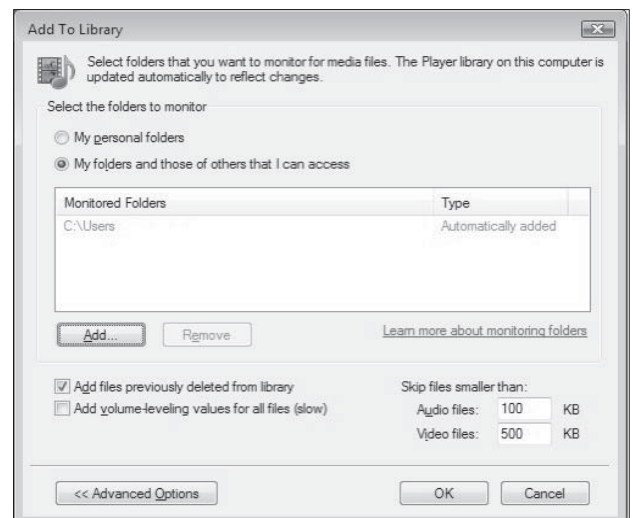 Add To Library
Select folders that you want to monitor for media files. The Player library on this computer is
updated automatically to reflect changes.
Select the folders to monitor
My personal folders
My folders and those of others that I can access
Monitored Folders Type
C:\Users Automatically added
Add... Remove Learn more about monitoring folders
Add files previously deleted from library
Add volume-leveling values for all files (slow)
Skip files smaller than:
Audio files: 100 KB
Video files: 500 KB
<< Advanced Options OK Cancel